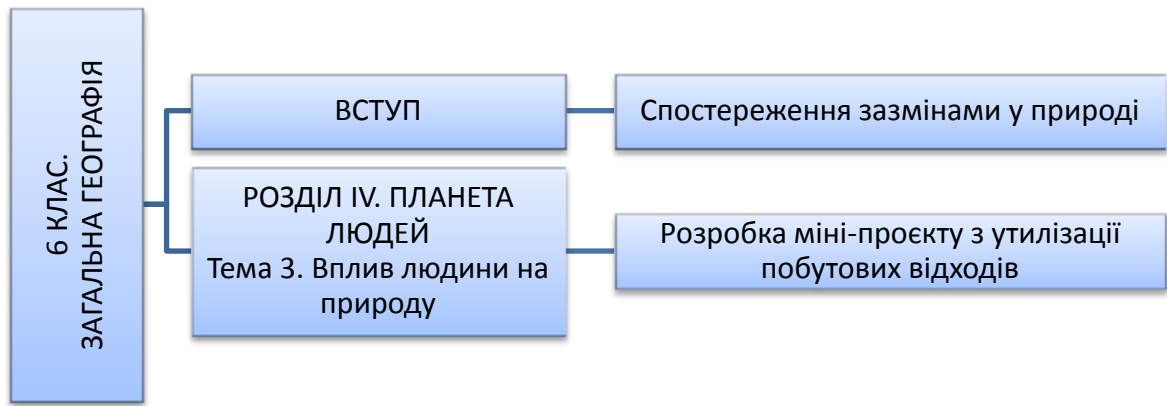 6 КЛАС.
ЗАГАЛЬНА ГЕОГРАФІЯ
ВСТУП
Спостереження зазмінами у природі
РОЗДІЛ IV. ПЛАНЕТА
ЛЮДЕЙ
Тема 3. Вплив людини на
природу
Розробка міні-проєкту з утилізації
побутових відходів